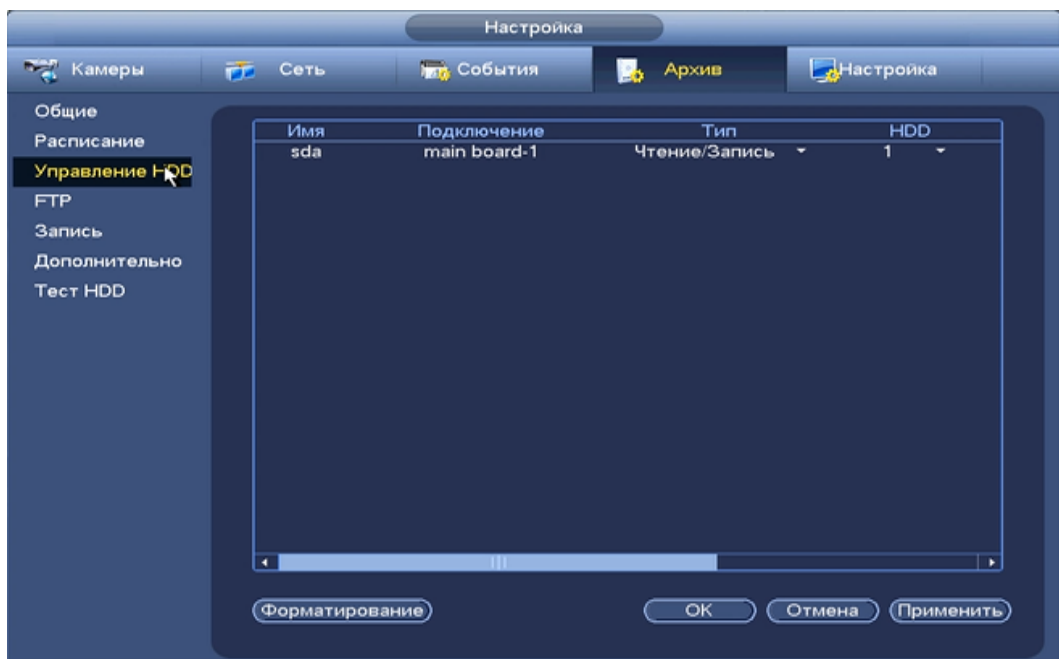 Настройка
Камеры Сеть События Архив Настройка
Общие
Расписание
Управление HDD
FTP
Запись
Дополнительно
Тест HDD
Имя Подключение Тип HDD
sda main board-1 Чтение/Запись 1
Форматирование OK Отмена Применить